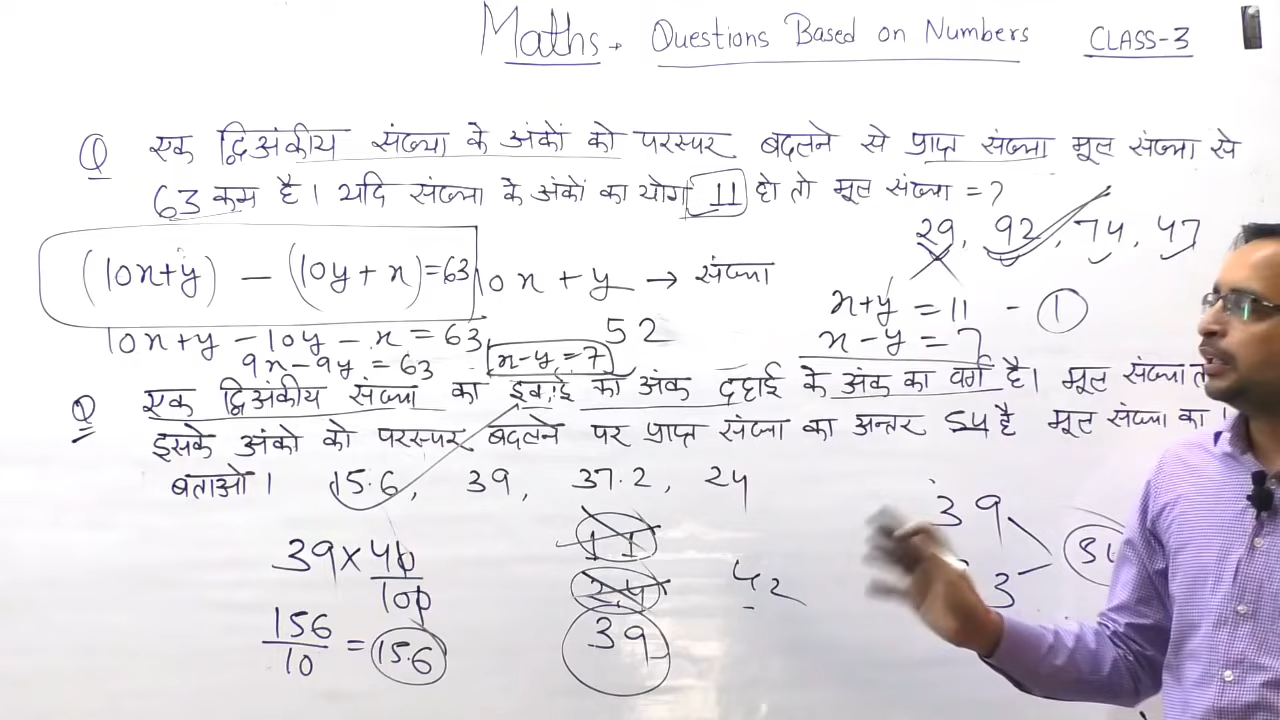 Maths. Questions Based on Numbers CLASS-3
Q एक द्विअंकीय संख्या के अंकों को परस्पर बदलने से प्राप्त संख्या मूल संख्या से
63 कम है। यदि संख्या के अंकों का योग 11 हो तो मूल संख्या = ?
29, 92, 74, 47
(10x+y) - (10y+x)=63
10x + y → संख्या
10x+y-10y-x = 63
52
x+y = 11 - 1
9x-9y = 63
x-y = 7
x-y = 7
Q एक द्विअंकीय संख्या का इकाई का अंक दहाई के अंक का वर्ग है। मूल संख्या
इसके अंको को परस्पर बदलने पर प्राप्त संख्या का अन्तर 54 है मूल संख्या का
बताओ। 15.6, 39, 37.2, 24
39
3
39 × 40/100
11
24
39
42
156/10 = 15.6